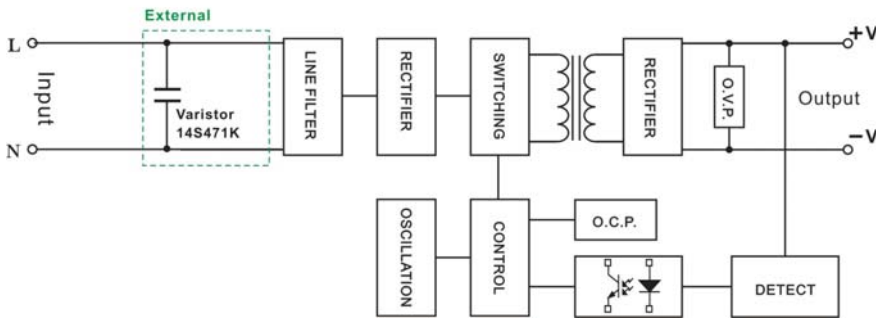 External
L
Input
N
Varistor
14S471K
LINE FILTER
RECTIFIER
SWITCHING
RECTIFIER
O.V.P.
+V
Output
-V
OSCILLATION
CONTROL
O.C.P.
DETECT